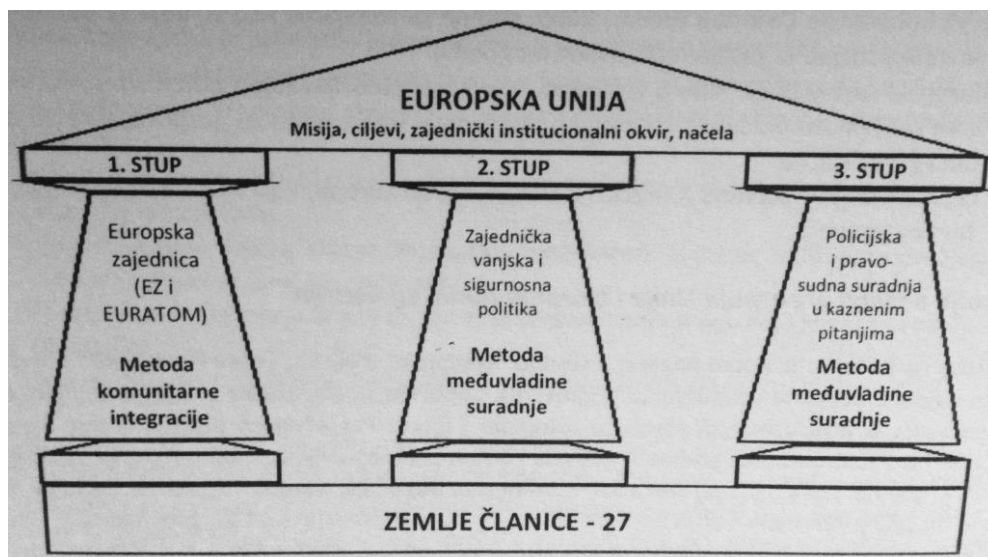 EUROPSKA UNIJA
Misija, ciljevi, zajednički institucionalni okvir, načela
1. STUP
2. STUP
3. STUP
Europska
zajednica
(EZ i
EURATOM)
Metoda
komunitarne
integracije
Zajednička
vanjska i
sigurnosna
politika
Metoda
međuvladine
suradnje
Policijska
i pravo-
sudna suradnja
u kaznenim
pitanjima
Metoda
međuvladine
suradnje
ZEMLJE ČLANICE - 27